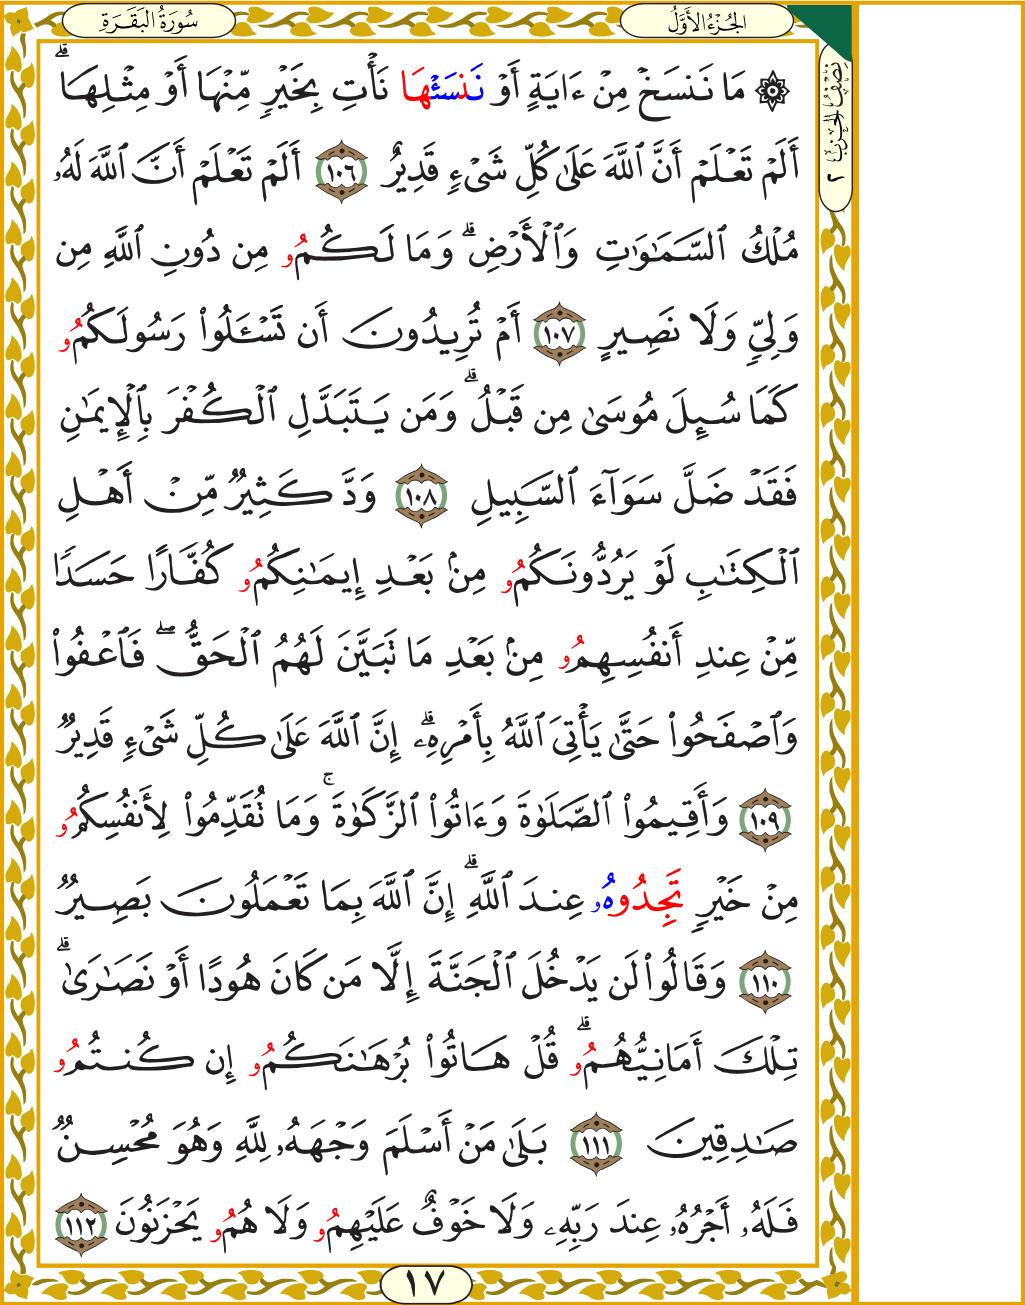 سُورَةُ البَقَرَةِ
الجُزْءُ الأَوَّلُ
نِصْفُ الحِزْبِ ٢
۞ مَا نَنسَخْ مِنْ ءَايَةٍ أَوْ نَنسَئْهَا نَأْتِ بِخَيْرٍ مِّنْهَا أَوْ مِثْلِهَا ۗ
أَلَمْ تَعْلَمْ أَنَّ ٱللَّهَ عَلَىٰ كُلِّ شَىْءٍ قَدِيرٌ ١٠٦ أَلَمْ تَعْلَمْ أَنَّ ٱللَّهَ لَهُۥ
مُلْكُ ٱلسَّمَٰوَٰتِ وَٱلْأَرْضِ ۗ وَمَا لَكُمُۥ مِن دُونِ ٱللَّهِ مِن
وَلِىٍّ وَلَا نَصِيرٍ ١٠٧ أَمْ تُرِيدُونَ أَن تَسْـَٔلُوا۟ رَسُولَكُمُۥ
كَمَا سُئِلَ مُوسَىٰ مِن قَبْلُ ۗ وَمَن يَتَبَدَّلِ ٱلْكُفْرَ بِٱلْإِيمَٰنِ
فَقَدْ ضَلَّ سَوَآءَ ٱلسَّبِيلِ ١٠٨ وَدَّ كَثِيرٌ مِّنْ أَهْلِ
ٱلْكِتَٰبِ لَوْ يَرُدُّونَكُمُۥ مِنۢ بَعْدِ إِيمَٰنِكُمُۥ كُفَّارًا حَسَدًا
مِّنْ عِندِ أَنفُسِهِمُۥ مِنۢ بَعْدِ مَا تَبَيَّنَ لَهُمُ ٱلْحَقُّ ۖ فَٱعْفُوا۟
وَٱصْفَحُوا۟ حَتَّىٰ يَأْتِىَ ٱللَّهُ بِأَمْرِهِۦٓ ۗ إِنَّ ٱللَّهَ عَلَىٰ كُلِّ شَىْءٍ قَدِيرٌ
١٠٩ وَأَقِيمُوا۟ ٱلصَّلَوٰةَ وَءَاتُوا۟ ٱلزَّكَوٰةَ ۚ وَمَا تُقَدِّمُوا۟ لِأَنفُسِكُمُۥ
مِنْ خَيْرٍ تَجِدُوهُۥ عِندَ ٱللَّهِ ۗ إِنَّ ٱللَّهَ بِمَا تَعْمَلُونَ بَصِيرٌ
١١٠ وَقَالُوا۟ لَن يَدْخُلَ ٱلْجَنَّةَ إِلَّا مَن كَانَ هُودًا أَوْ نَصَٰرَىٰ ۗ
تِلْكَ أَمَانِيُّهُمُۥ ۗ قُلْ هَاتُوا۟ بُرْهَٰنَكُمُۥ إِن كُنتُمُۥ
صَٰدِقِينَ ١١١ بَلَىٰ مَنْ أَسْلَمَ وَجْهَهُۥ لِلَّهِ وَهُوَ مُحْسِنٌ
فَلَهُۥ أَجْرُهُۥ عِندَ رَبِّهِۦ وَلَا خَوْفٌ عَلَيْهِمُۥ وَلَا هُمُۥ يَحْزَنُونَ ١١٢
١٧